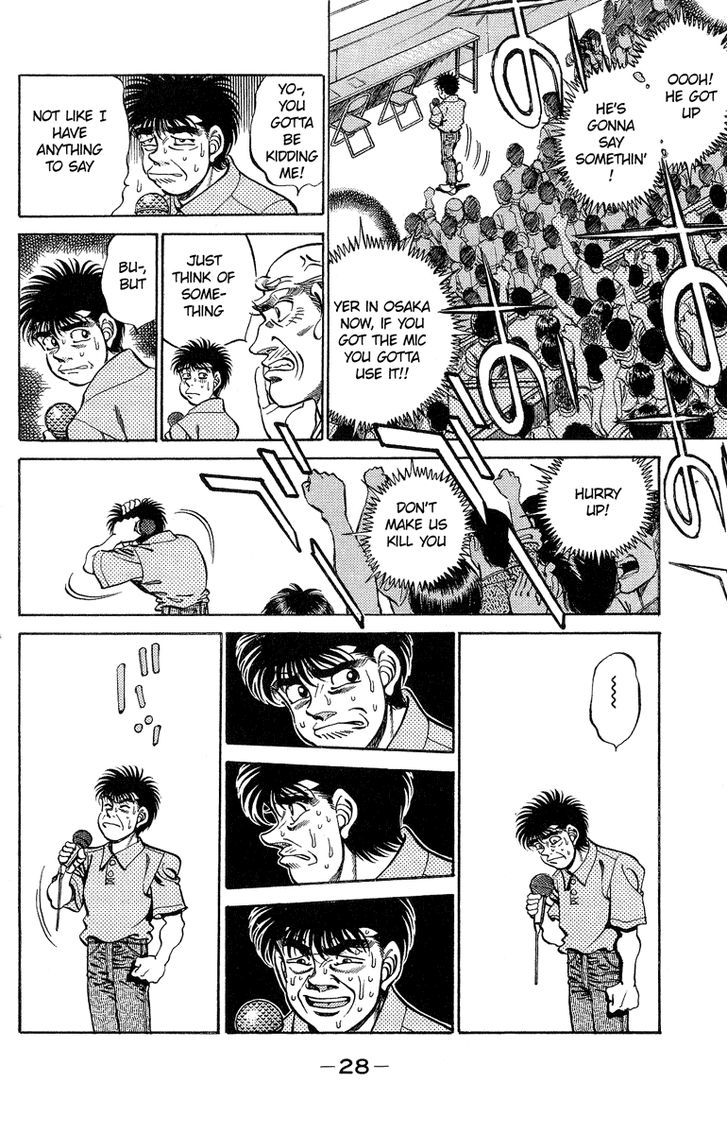 OOOH!
HE GOT
UP
HE'S
GONNA
SAY
SOMETHIN'
!
YER IN OSAKA
NOW, IF YOU
GOT THE MIC
YOU GOTTA
USE IT!!
YO-,
YOU
GOTTA
BE
KIDDING
ME!
NOT LIKE I
HAVE
ANYTHING
TO SAY
JUST
THINK OF
SOME-
THING
BU-,
BUT
HURRY
UP!
DON'T
MAKE US
KILL YOU
-28-